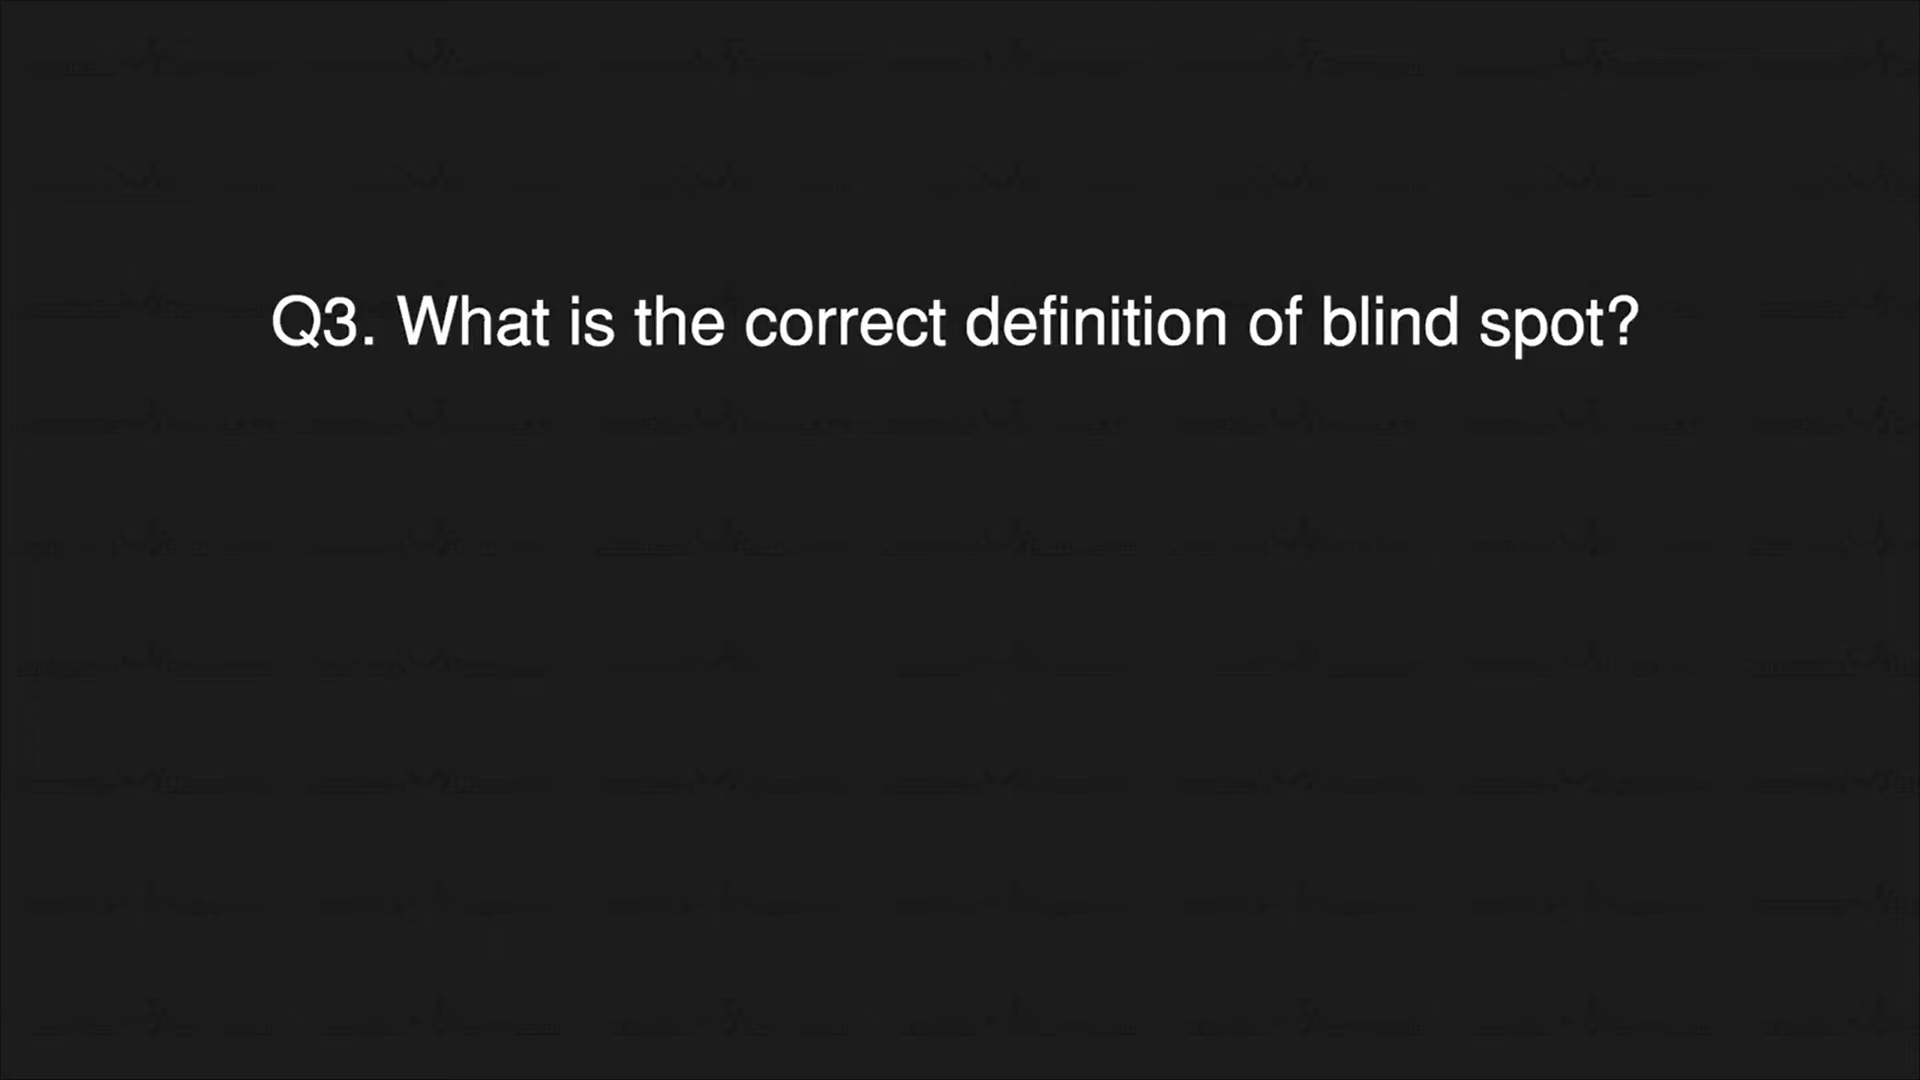 Q3. What is the correct definition of blind spot?